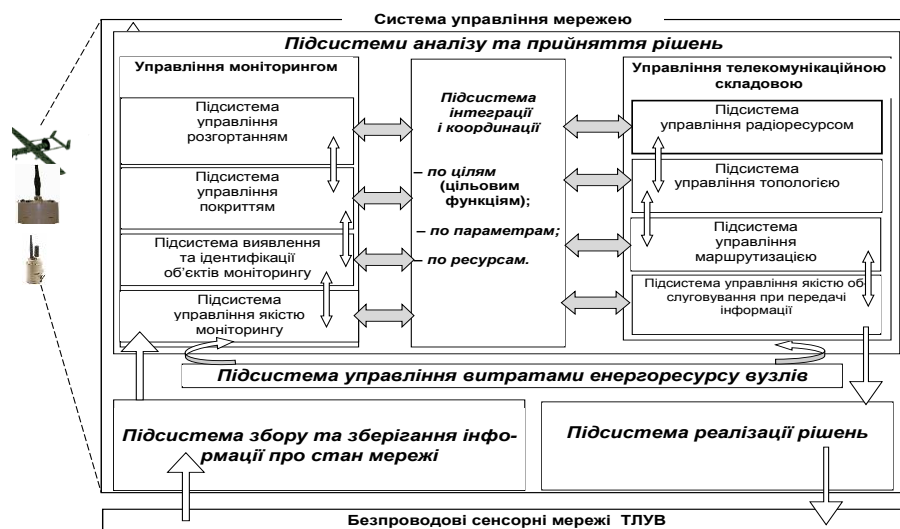 Система управління мережею
Підсистеми аналізу та прийняття рішень
Управління моніторингом
Підсистема
управління
розгортанням
Підсистема
управління
покриттям
Підсистема виявлення
та ідентифікації
об’єктів моніторингу
Підсистема
управління якістю
моніторингу
Підсистема
інтеграції
і координації
– по цілям
(цільовим
функціям);
– по параметрам;
– по ресурсам.
Управління телекомунікаційною
складовою
Підсистема
управління радіоресурсом
Підсистема
управління топологією
Підсистема
управління
маршрутизацією
Підсистема управління якістю об-
слуговування при передачі
інформації
Підсистема управління витратами енергоресурсу вузлів
Підсистема збору та зберігання інфо-
рмації про стан мережі
Підсистема реалізації рішень
Безпроводові сенсорні мережі ТЛУВ